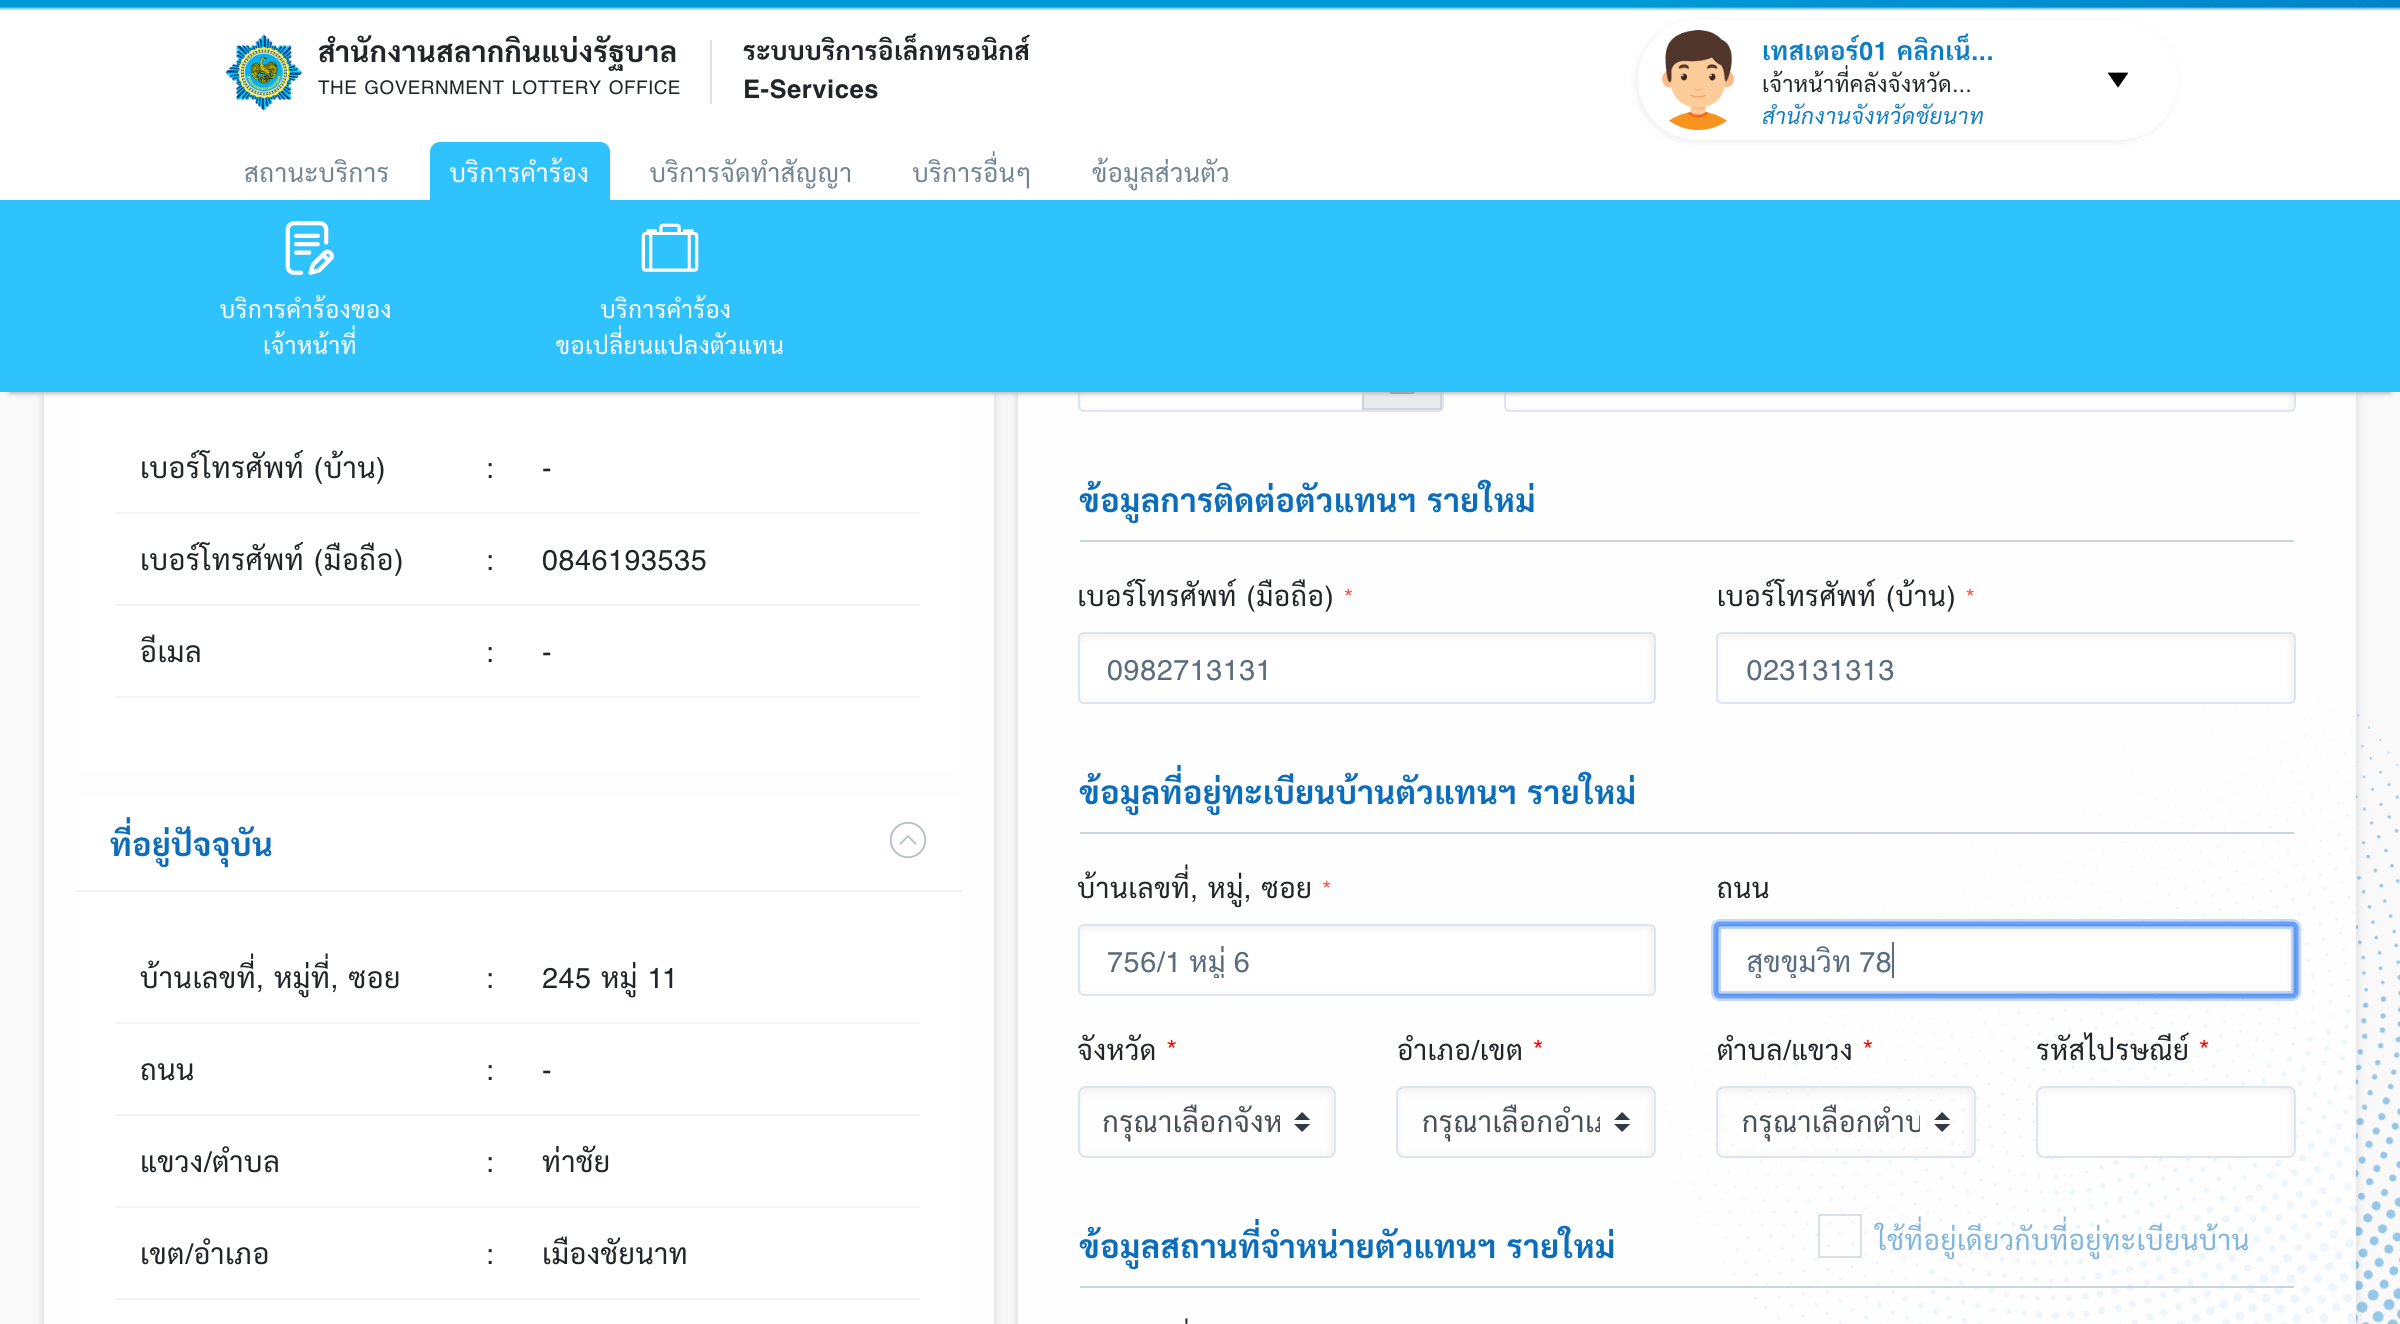 สำนักงานสลากกินแบ่งรัฐบาล
THE GOVERNMENT LOTTERY OFFICE
ระบบบริการอิเล็กทรอนิกส์
E-Services
เทสเตอร์01 คลิกเน็...
เจ้าหน้าที่คลังจังหวัด...
สำนักงานจังหวัดชัยนาท
สถานะบริการ
บริการคำร้อง
บริการจัดทำสัญญา
บริการอื่นๆ
ข้อมูลส่วนตัว
บริการคำร้องของ
เจ้าหน้าที่
บริการคำร้อง
ขอเปลี่ยนแปลงตัวแทน
เบอร์โทรศัพท์ (บ้าน) : -
เบอร์โทรศัพท์ (มือถือ) : 0846193535
อีเมล : -
ที่อยู่ปัจจุบัน
บ้านเลขที่, หมู่ที่, ซอย : 245 หมู่ 11
ถนน : -
แขวง/ตำบล : ท่าชัย
เขต/อำเภอ : เมืองชัยนาท
ข้อมูลการติดต่อตัวแทนฯ รายใหม่
เบอร์โทรศัพท์ (มือถือ) *
เบอร์โทรศัพท์ (บ้าน) *
0982713131
023131313
ข้อมูลที่อยู่ทะเบียนบ้านตัวแทนฯ รายใหม่
บ้านเลขที่, หมู่, ซอย *
ถนน
756/1 หมู่ 6
สุขขุมวิท 78
จังหวัด *
อำเภอ/เขต *
ตำบล/แขวง *
รหัสไปรษณีย์ *
กรุณาเลือกจังห
กรุณาเลือกอำเ
กรุณาเลือกตำบ
ข้อมูลสถานที่จำหน่ายตัวแทนฯ รายใหม่
ใช้ที่อยู่เดียวกับที่อยู่ทะเบียนบ้าน